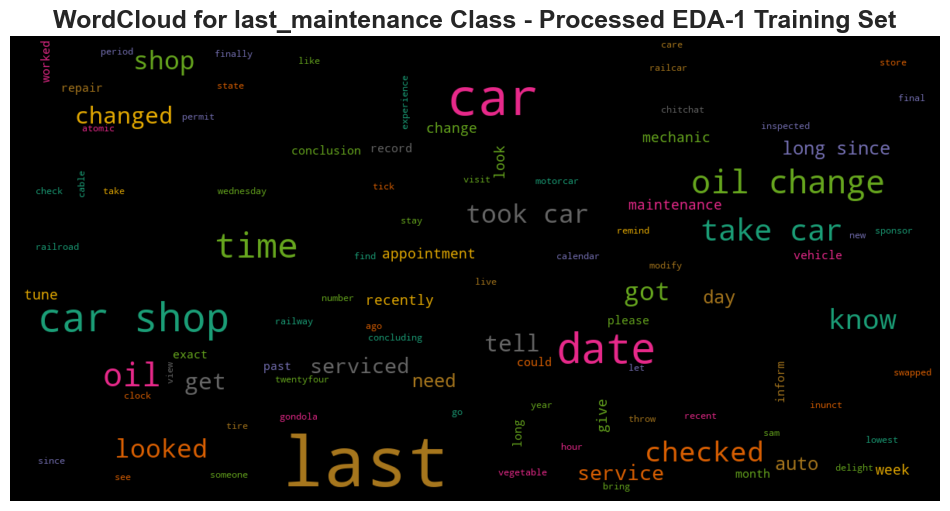 WordCloud for last_maintenance Class - Processed EDA-1 Training Set
worked
period
shop
finally
like
care
railcar
store
repair
state
experience
car
final
changed
atomic
permit
change
chitchat
inspected
conclusion
record
look
mechanic
long since
check
cable
take
wednesday
tick
visit
motorcar
oil change
maintenance
took car
stay
remind
take car
new
sponsor
railroad
time
find
appointment
calendar
modify
vehicle
tune
number
recently
live
got
day
car shop
railway
ago
concluding
please
know
tell
date
exact
past
serviced
could
let
oil
clock
view
get
twentyfour
need
inform
swapped
gondola
go
long
year
give
throw
recent
inunct
tire
looked
last
hour
sam
lowest
checked
since
see
someone
vegetable
service
bring
month
auto
delight
week